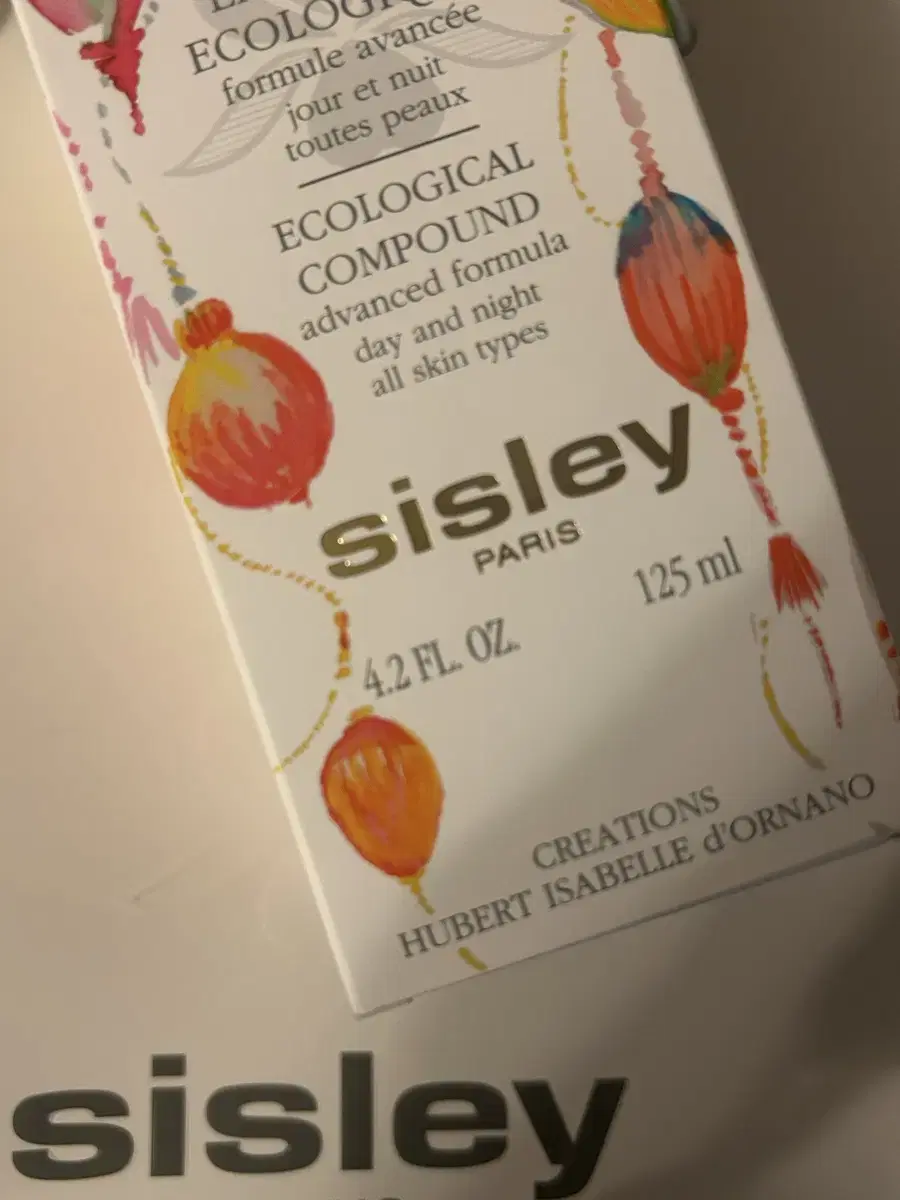 ECOLOGIQUE
formule avancée
jour et nuit
toutes peaux
ECOLOGICAL
COMPOUND
advanced formula
day and night
all skin types
sisley
PARIS
4.2 FL. OZ.
125 ml
CREATIONS
HUBERT ISABELLE d'ORNANO
sisley